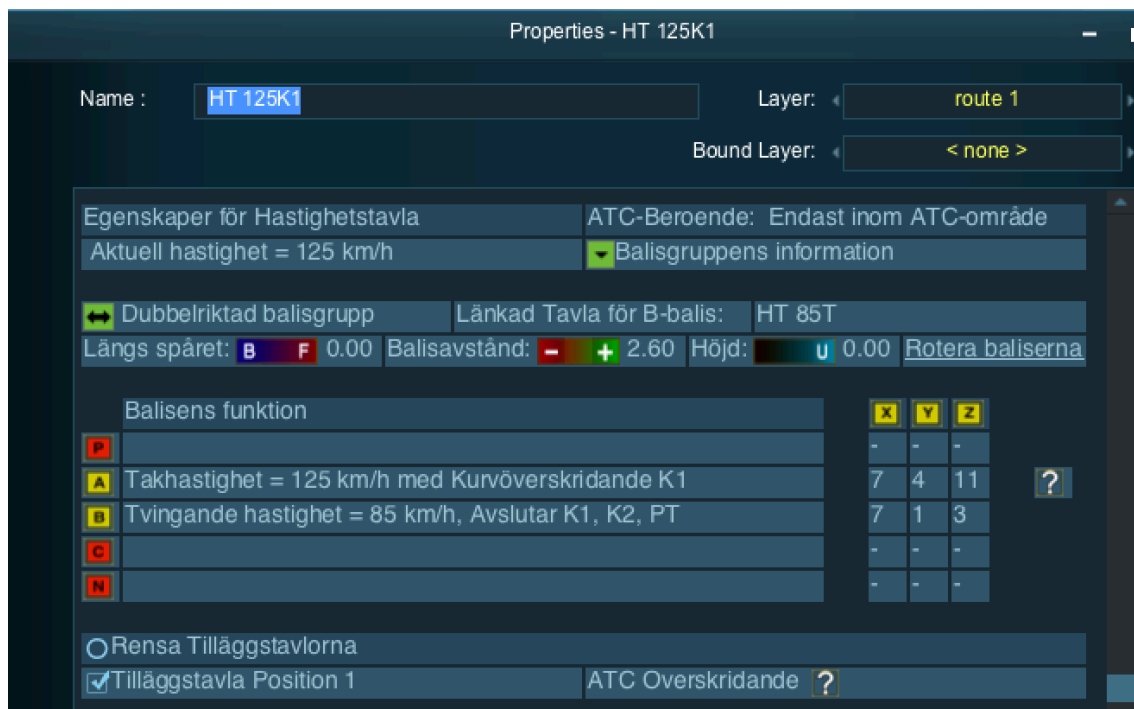 Properties - HT 125K1
Name : HT 125K1 Layer: route 1
Bound Layer: < none >
Egenskaper för Hastighetstavla ATC-Beroende: Endast inom ATC-område
Aktuell hastighet = 125 km/h Balisgruppens information
Dubbelriktad balisgrupp Länkad Tavla för B-balis: HT 85T
Längs spåret: B F 0.00 Balisavstånd: - + 2.60 Höjd: U 0.00 Rotera baliserna
Balisens funktion X Y Z
P - - -
A Takhastighet = 125 km/h med Kurvöverskridande K1 7 4 11 ?
B Tvingande hastighet = 85 km/h, Avslutar K1, K2, PT 7 1 3
C - - -
N - - -
Rensa Tilläggstavlorna
Tilläggstavla Position 1 ATC Overskridande ?